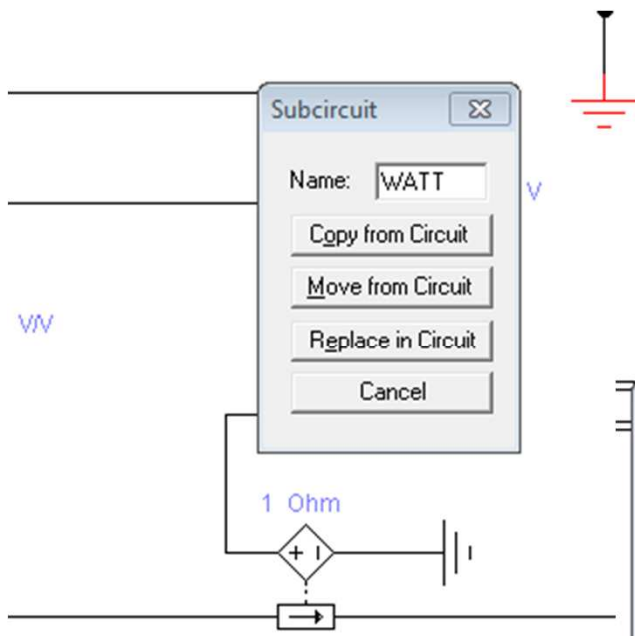 Subcircuit
Name: WATT
V
Copy from Circuit
Move from Circuit
V/V
Replace in Circuit
Cancel
1 Ohm